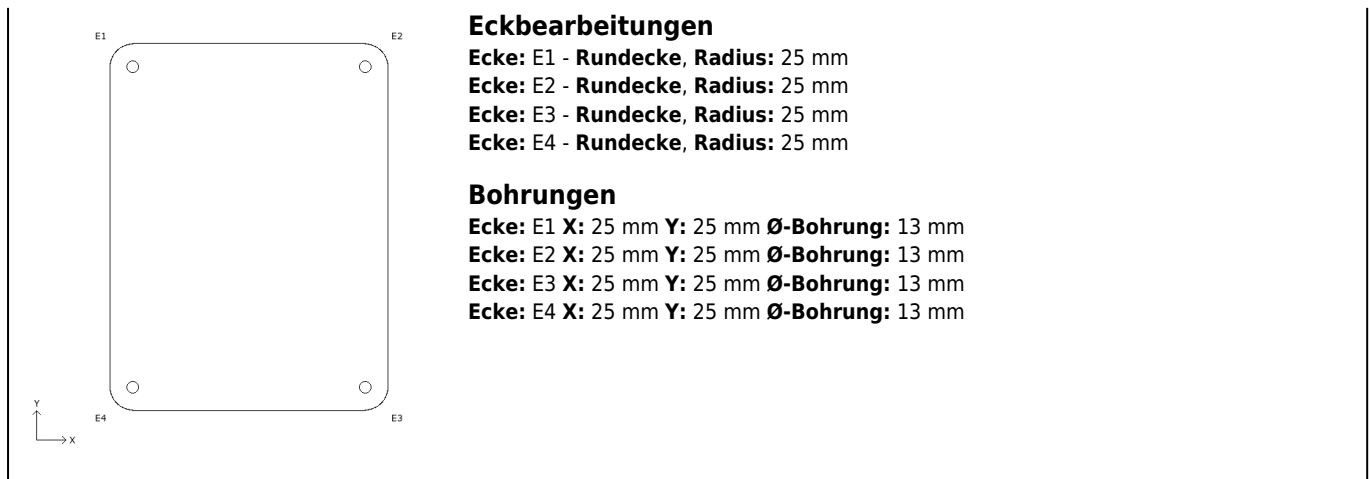 E1
E2
E4
E3
Y
X
Eckbearbeitungen
Ecke: E1 - Rundecke, Radius: 25 mm
Ecke: E2 - Rundecke, Radius: 25 mm
Ecke: E3 - Rundecke, Radius: 25 mm
Ecke: E4 - Rundecke, Radius: 25 mm
Bohrungen
Ecke: E1 X: 25 mm Y: 25 mm Ø-Bohrung: 13 mm
Ecke: E2 X: 25 mm Y: 25 mm Ø-Bohrung: 13 mm
Ecke: E3 X: 25 mm Y: 25 mm Ø-Bohrung: 13 mm
Ecke: E4 X: 25 mm Y: 25 mm Ø-Bohrung: 13 mm